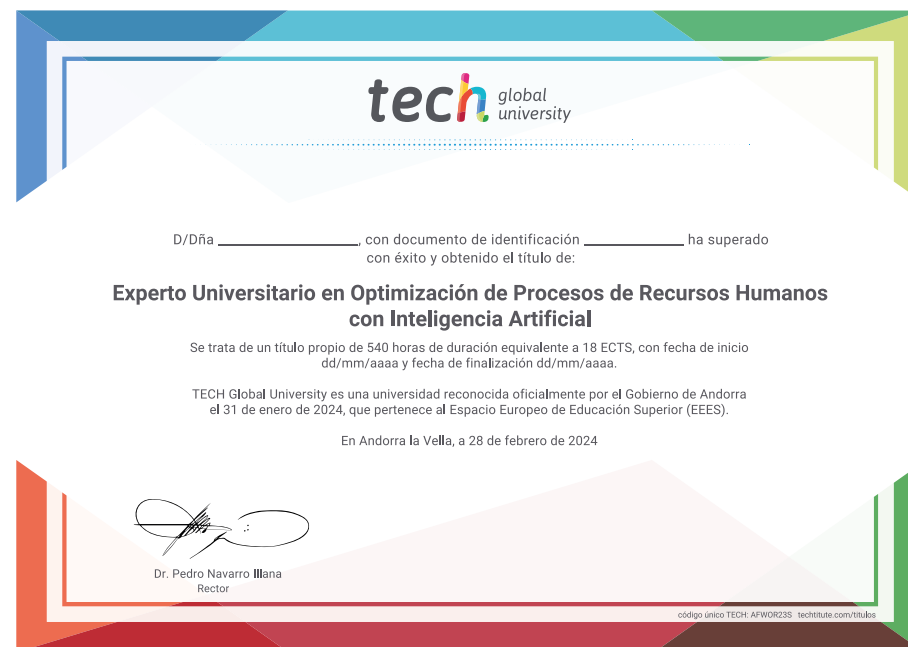 tech global university
D/Dña ____________, con documento de identificación ____________ ha superado
con éxito y obtenido el título de:
Experto Universitario en Optimización de Procesos de Recursos Humanos
con Inteligencia Artificial
Se trata de un título propio de 540 horas de duración equivalente a 18 ECTS, con fecha de inicio
dd/mm/aaaa y fecha de finalización dd/mm/aaaa.
TECH Global University es una universidad reconocida oficialmente por el Gobierno de Andorra
el 31 de enero de 2024, que pertenece al Espacio Europeo de Educación Superior (EEES).
En Andorra la Vella, a 28 de febrero de 2024
Dr. Pedro Navarro Illana
Rector
código único TECH: AFWOR23S techtitute.com/titulos